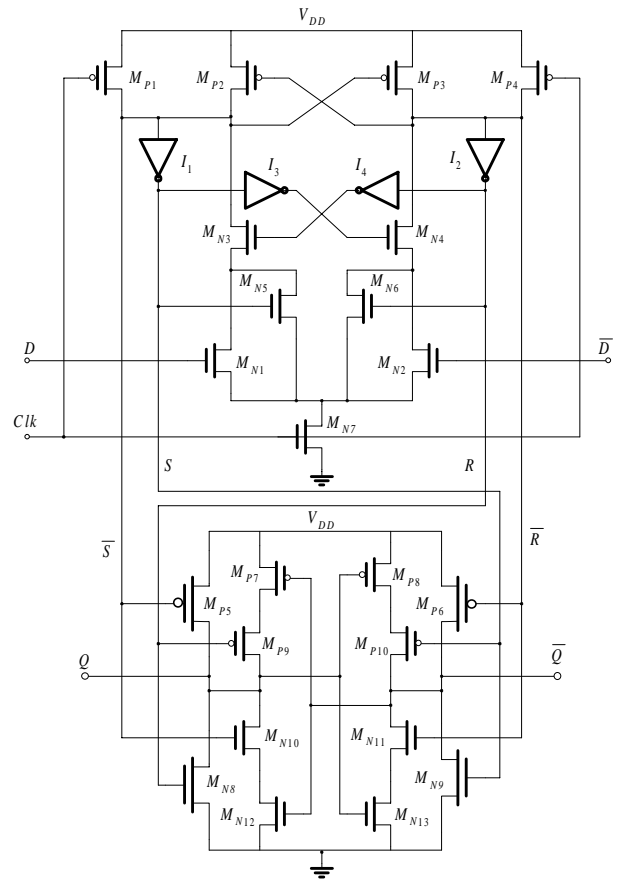 V_DD
M_P1 M_P2 M_P3 M_P4
I_1 I_3 I_4 I_2
M_N3 M_N4
M_N5 M_N6
D M_N1 M_N2 D̅
Clk M_N7
S R
S̅ V_DD R̅
M_P7 M_P8
M_P5 M_P6
M_P9 M_P10
Q Q̅
M_N10 M_N11
M_N8 M_N9
M_N12 M_N13